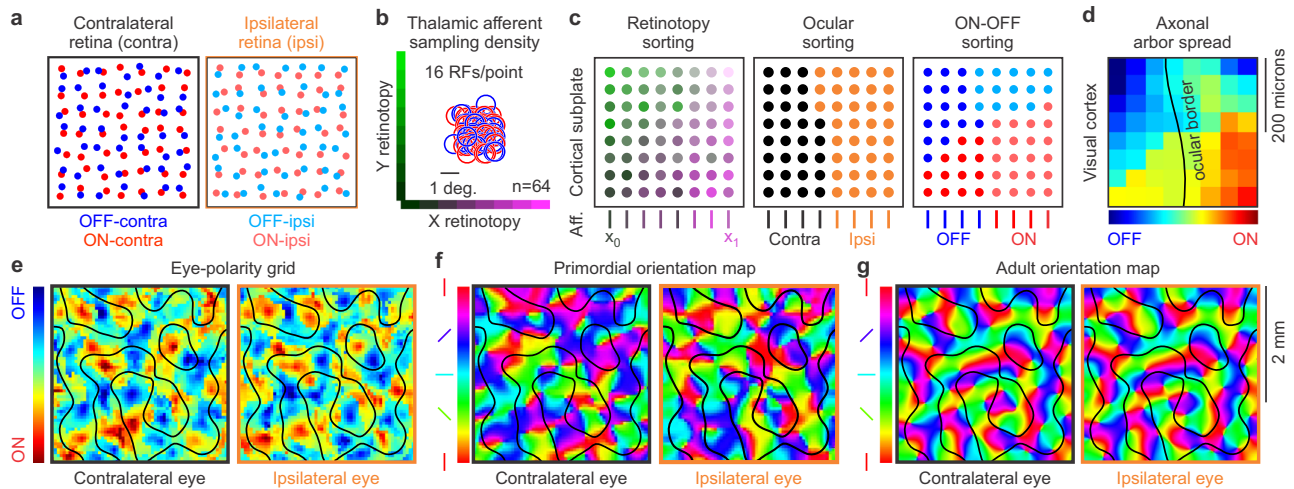 a
Contralateral
retina (contra)
Ipsilateral
retina (ipsi)
OFF-contra
ON-contra
OFF-ipsi
ON-ipsi
b
Thalamic afferent
sampling density
16 RFs/point
Y retinotopy
1 deg.
n=64
X retinotopy
c
Retinotopy
sorting
Ocular
sorting
ON-OFF
sorting
Cortical subplate
Aff.
x0
x1
Contra
Ipsi
OFF
ON
d
Axonal
arbor spread
Visual cortex
ocular border
200 microns
OFF
ON
e
Eye-polarity grid
OFF
ON
Contralateral eye
Ipsilateral eye
f
Primordial orientation map
Contralateral eye
Ipsilateral eye
g
Adult orientation map
2 mm
Contralateral eye
Ipsilateral eye